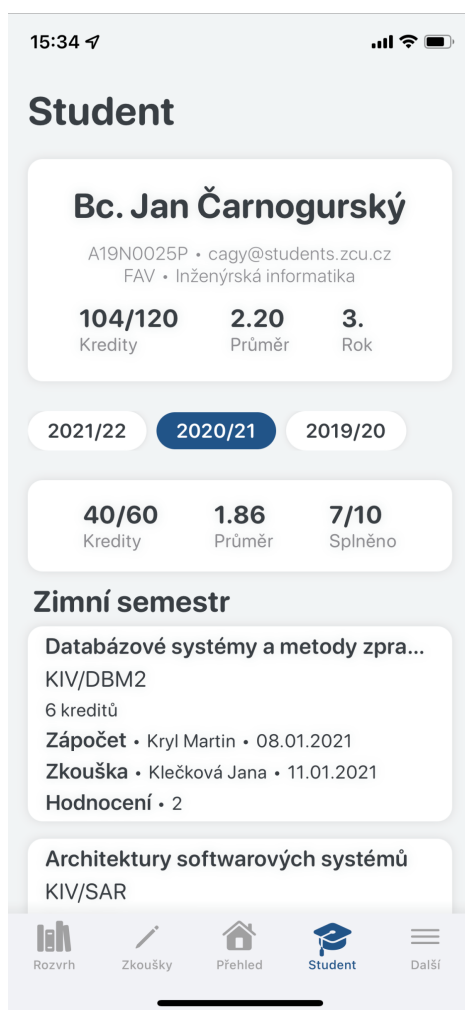 15:34
Student
Bc. Jan Čarnogurský
A19N0025P • cagy@students.zcu.cz
FAV • Inženýrská informatika
104/120 2.20 3.
Kredity Průměr Rok
2021/22 2020/21 2019/20
40/60 1.86 7/10
Kredity Průměr Splněno
Zimní semestr
Databázové systémy a metody zpra...
KIV/DBM2
6 kreditů
Zápočet • Kryl Martin • 08.01.2021
Zkouška • Klečková Jana • 11.01.2021
Hodnocení • 2
Architektury softwarových systémů
KIV/SAR
Rozvrh Zkoušky Přehled Student Další